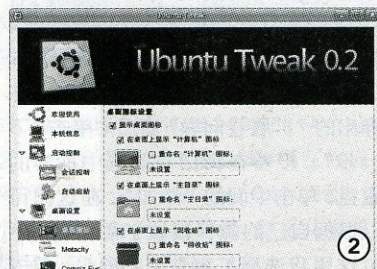 Ubuntu Tweak
Ubuntu Tweak 0.2
欢迎使用
本机信息
启动控制
会话控制
自动启动
桌面设置
Metacity
桌面图标设置
显示桌面图标
在桌面上显示“计算机”图标
重命名“计算机”图标:
未设置
在桌面上显示“主目录”图标
重命名“主目录”图标:
未设置
在桌面上显示“回收站”图标
重命名“回收站”图标:
未设置
2